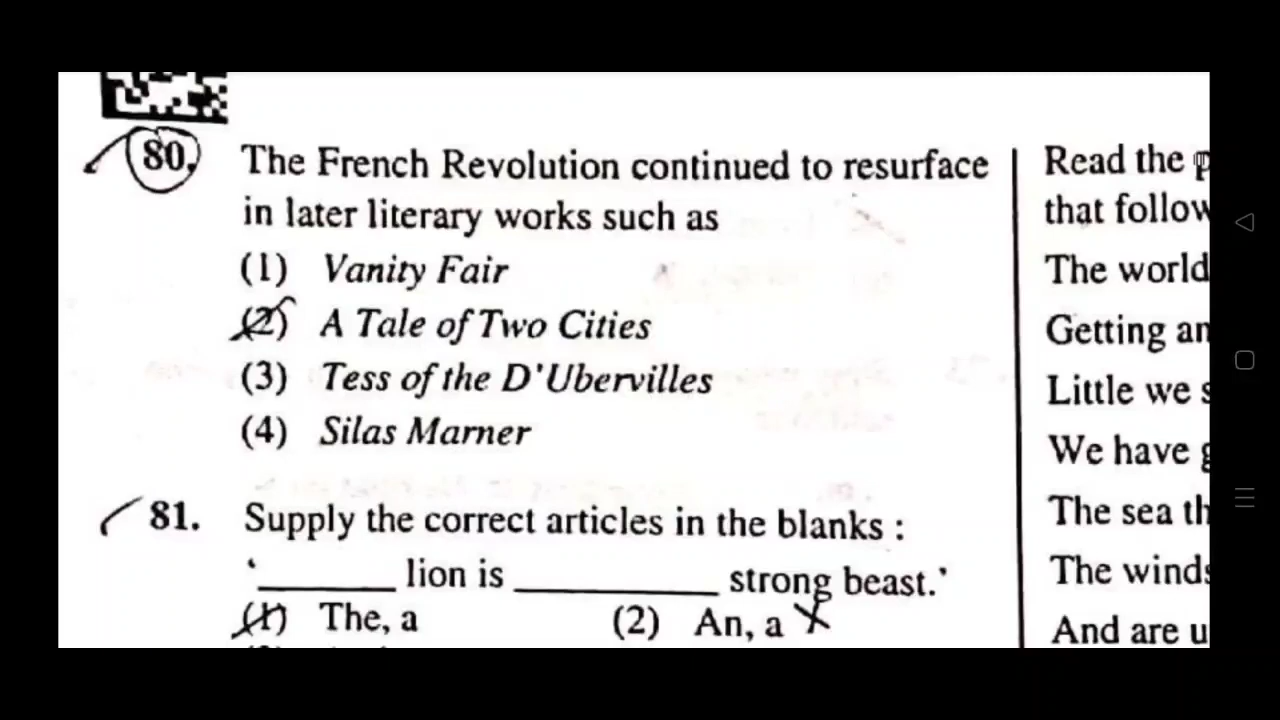 80.
The French Revolution continued to resurface
in later literary works such as
(1) Vanity Fair
(2) A Tale of Two Cities
(3) Tess of the D'Ubervilles
(4) Silas Marner
81. Supply the correct articles in the blanks :
'_______ lion is __________ strong beast.'
(1) The, a (2) An, a
Read the
that follow
The world
Getting an
Little we s
We have g
The sea th
The winds
And are u